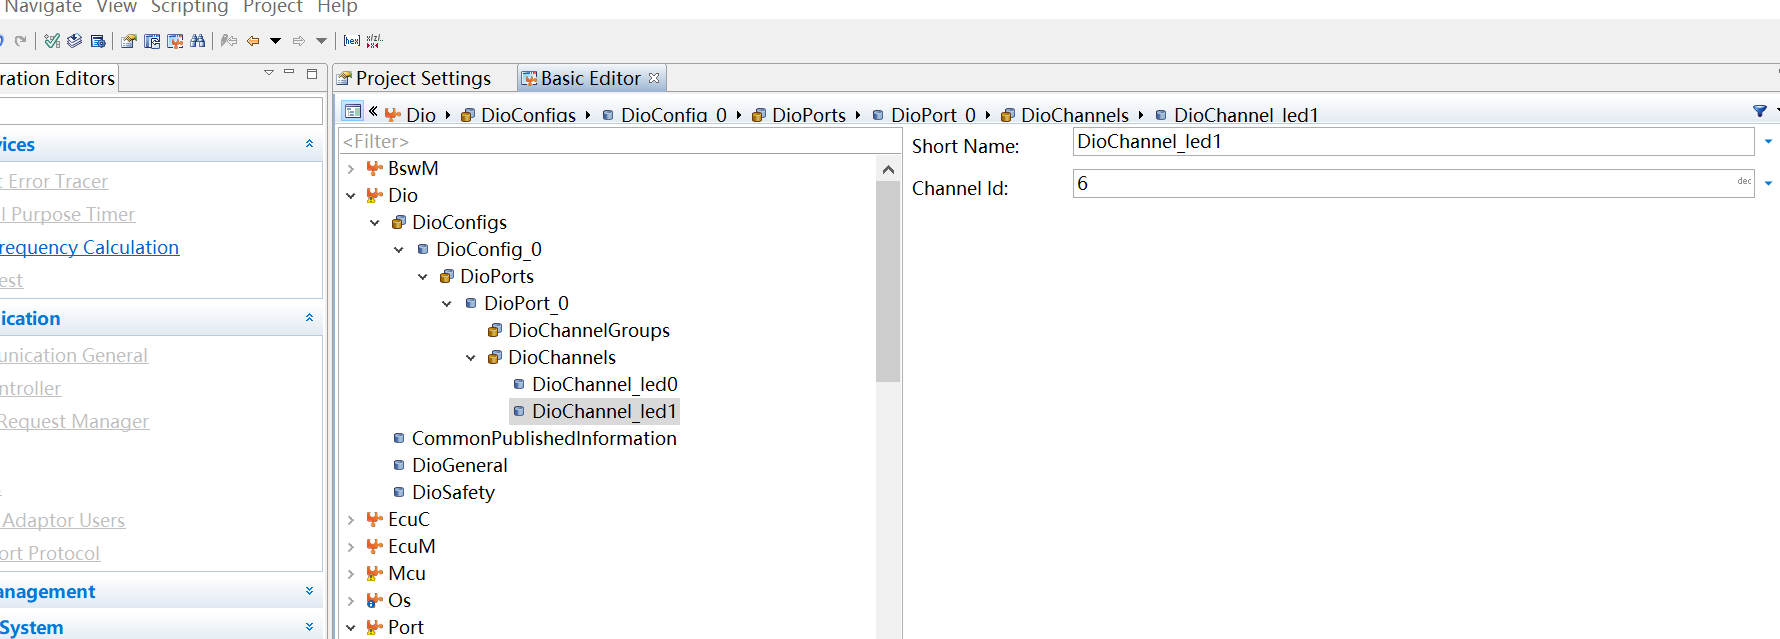 Navigate View Scripting Project Help
ration Editors
Project Settings
Basic Editor
Dio DioConfigs DioConfig_0 DioPorts DioPort_0 DioChannels DioChannel_led1
vices
t Error Tracer
l Purpose Timer
requency Calculation
est
ication
unication General
ntroller
Request Manager
Adaptor Users
ort Protocol
anagement
System
<Filter>
BswM
Dio
DioConfigs
DioConfig_0
DioPorts
DioPort_0
DioChannelGroups
DioChannels
DioChannel_led0
DioChannel_led1
CommonPublishedInformation
DioGeneral
DioSafety
EcuC
EcuM
Mcu
Os
Port
Short Name:
DioChannel_led1
Channel Id:
6
dec